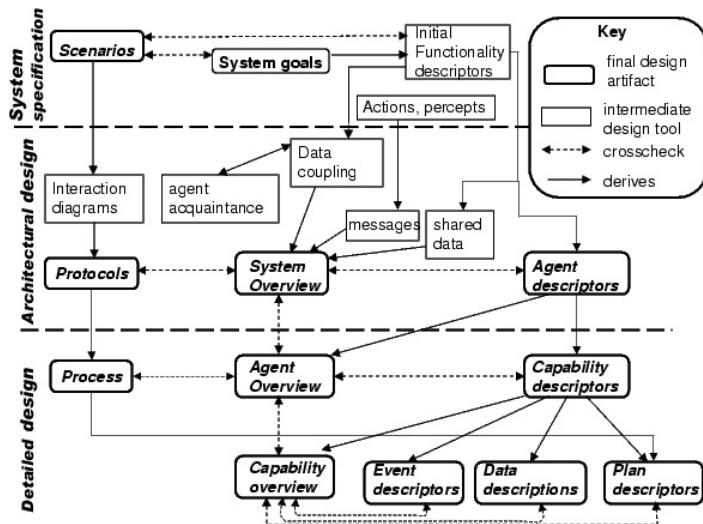 System
specification
Scenarios
System goals
Initial
Functionality
descriptors
Actions, percepts
Key
final design
artifact
intermediate
design tool
crosscheck
derives
Architectural design
Interaction
diagrams
agent
acquaintance
Data
coupling
messages
shared
data
Protocols
System
Overview
Agent
descriptors
Detailed design
Process
Agent
Overview
Capability
descriptors
Capability
overview
Event
descriptors
Data
descriptions
Plan
descriptors